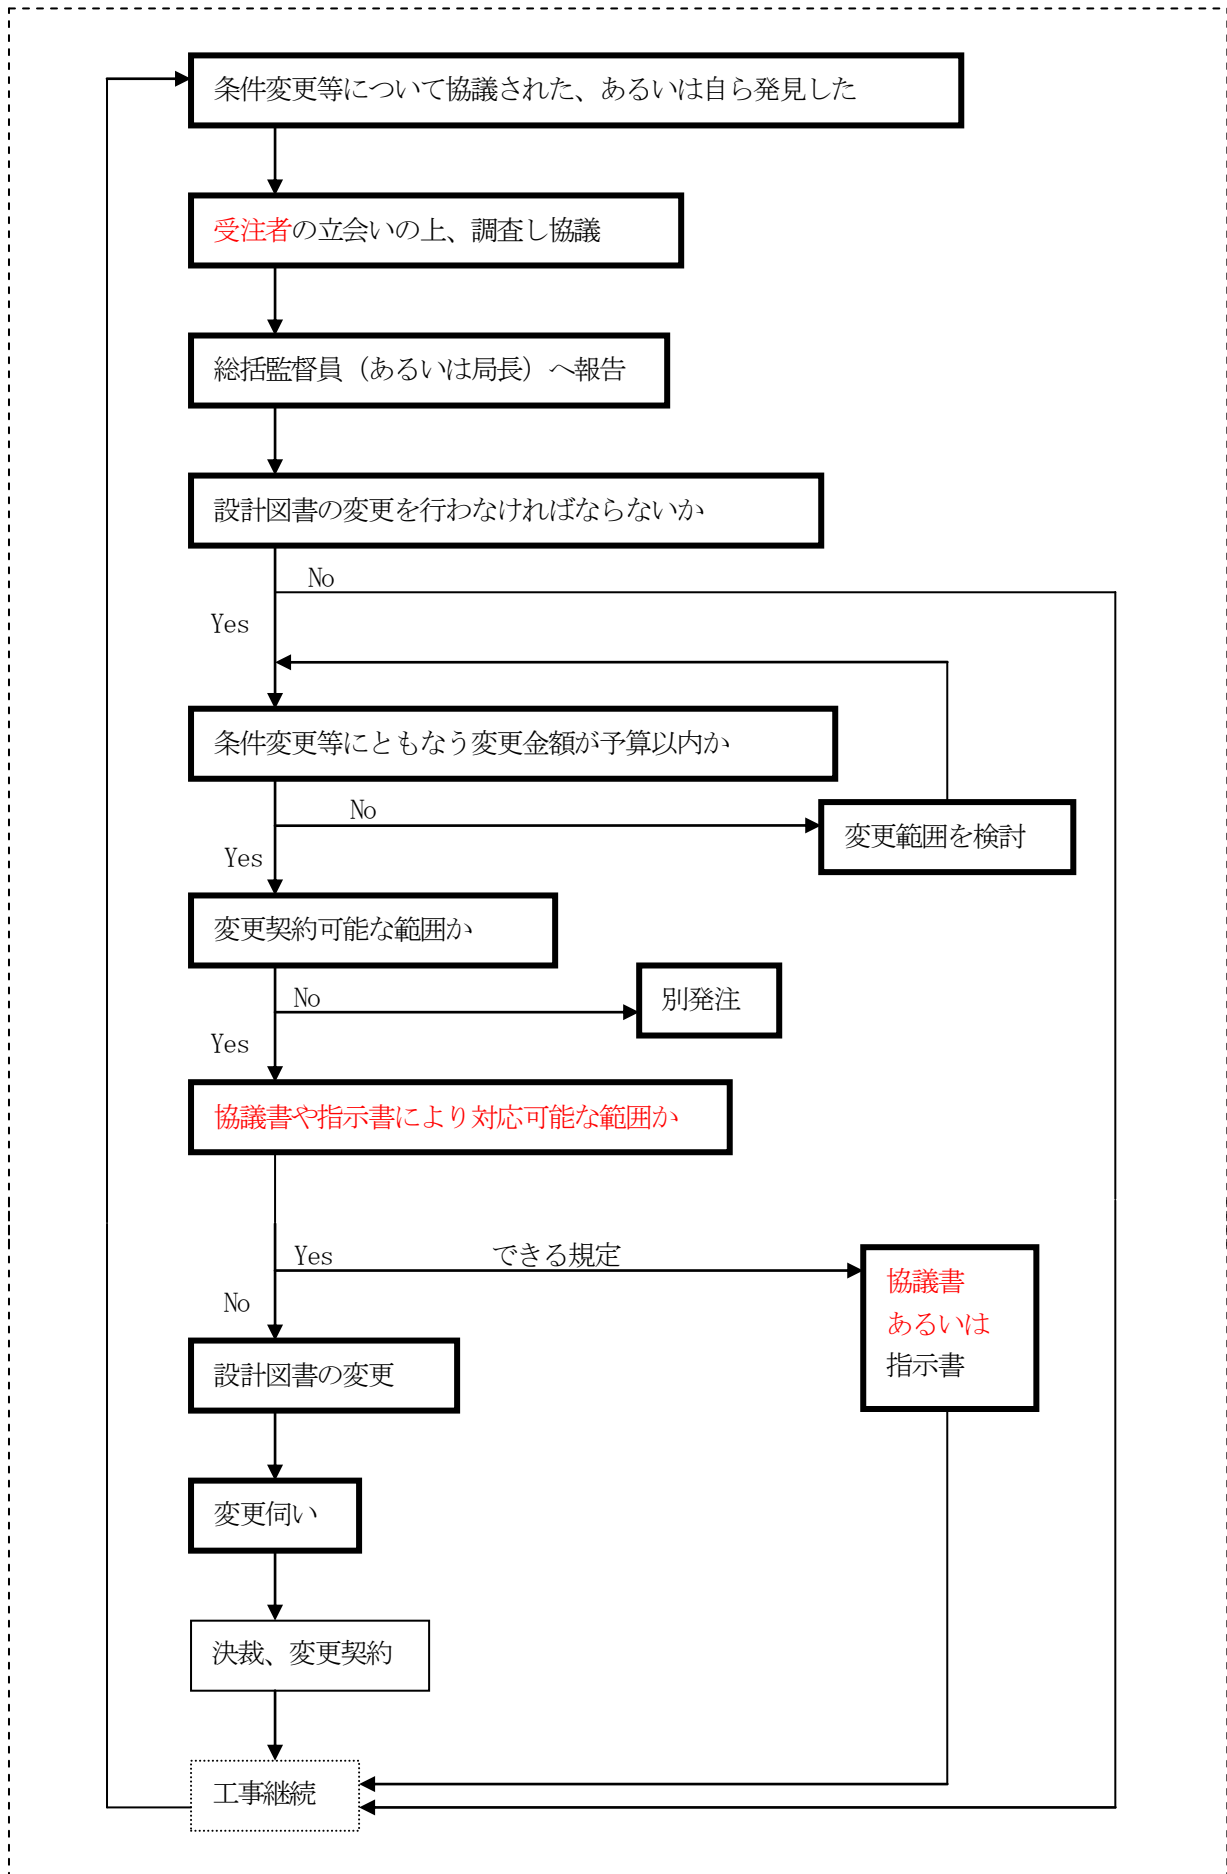 条件変更等について協議された、あるいは自ら発見した
受注者の立会いの上、調査し協議
総括監督員（あるいは局長）へ報告
設計図書の変更を行わなければならないか
No
Yes
条件変更等にともなう変更金額が予算以内か
No
変更範囲を検討
Yes
変更契約可能な範囲か
No
別発注
Yes
協議書や指示書により対応可能な範囲か
Yes
できる規定
協議書
あるいは
指示書
No
設計図書の変更
変更伺い
決裁、変更契約
工事継続